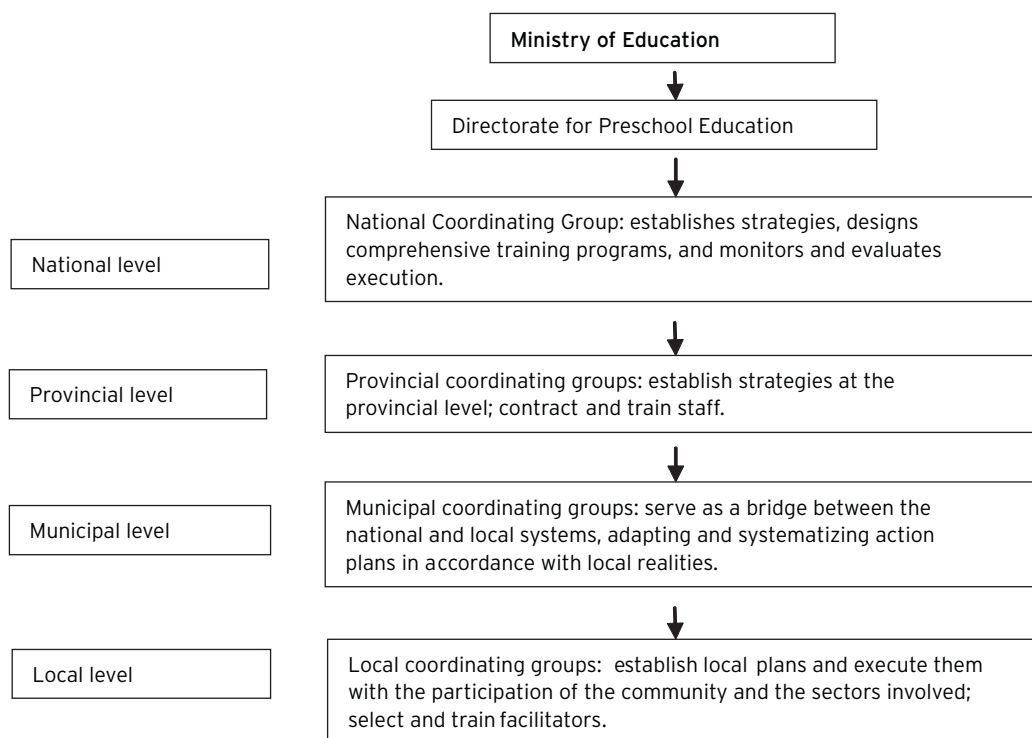 Ministry of Education
Directorate for Preschool Education
National level
National Coordinating Group: establishes strategies, designs
comprehensive training programs, and monitors and evaluates
execution.
Provincial level
Provincial coordinating groups: establish strategies at the
provincial level; contract and train staff.
Municipal level
Municipal coordinating groups: serve as a bridge between the
national and local systems, adapting and systematizing action
plans in accordance with local realities.
Local level
Local coordinating groups: establish local plans and execute them
with the participation of the community and the sectors involved;
select and train facilitators.